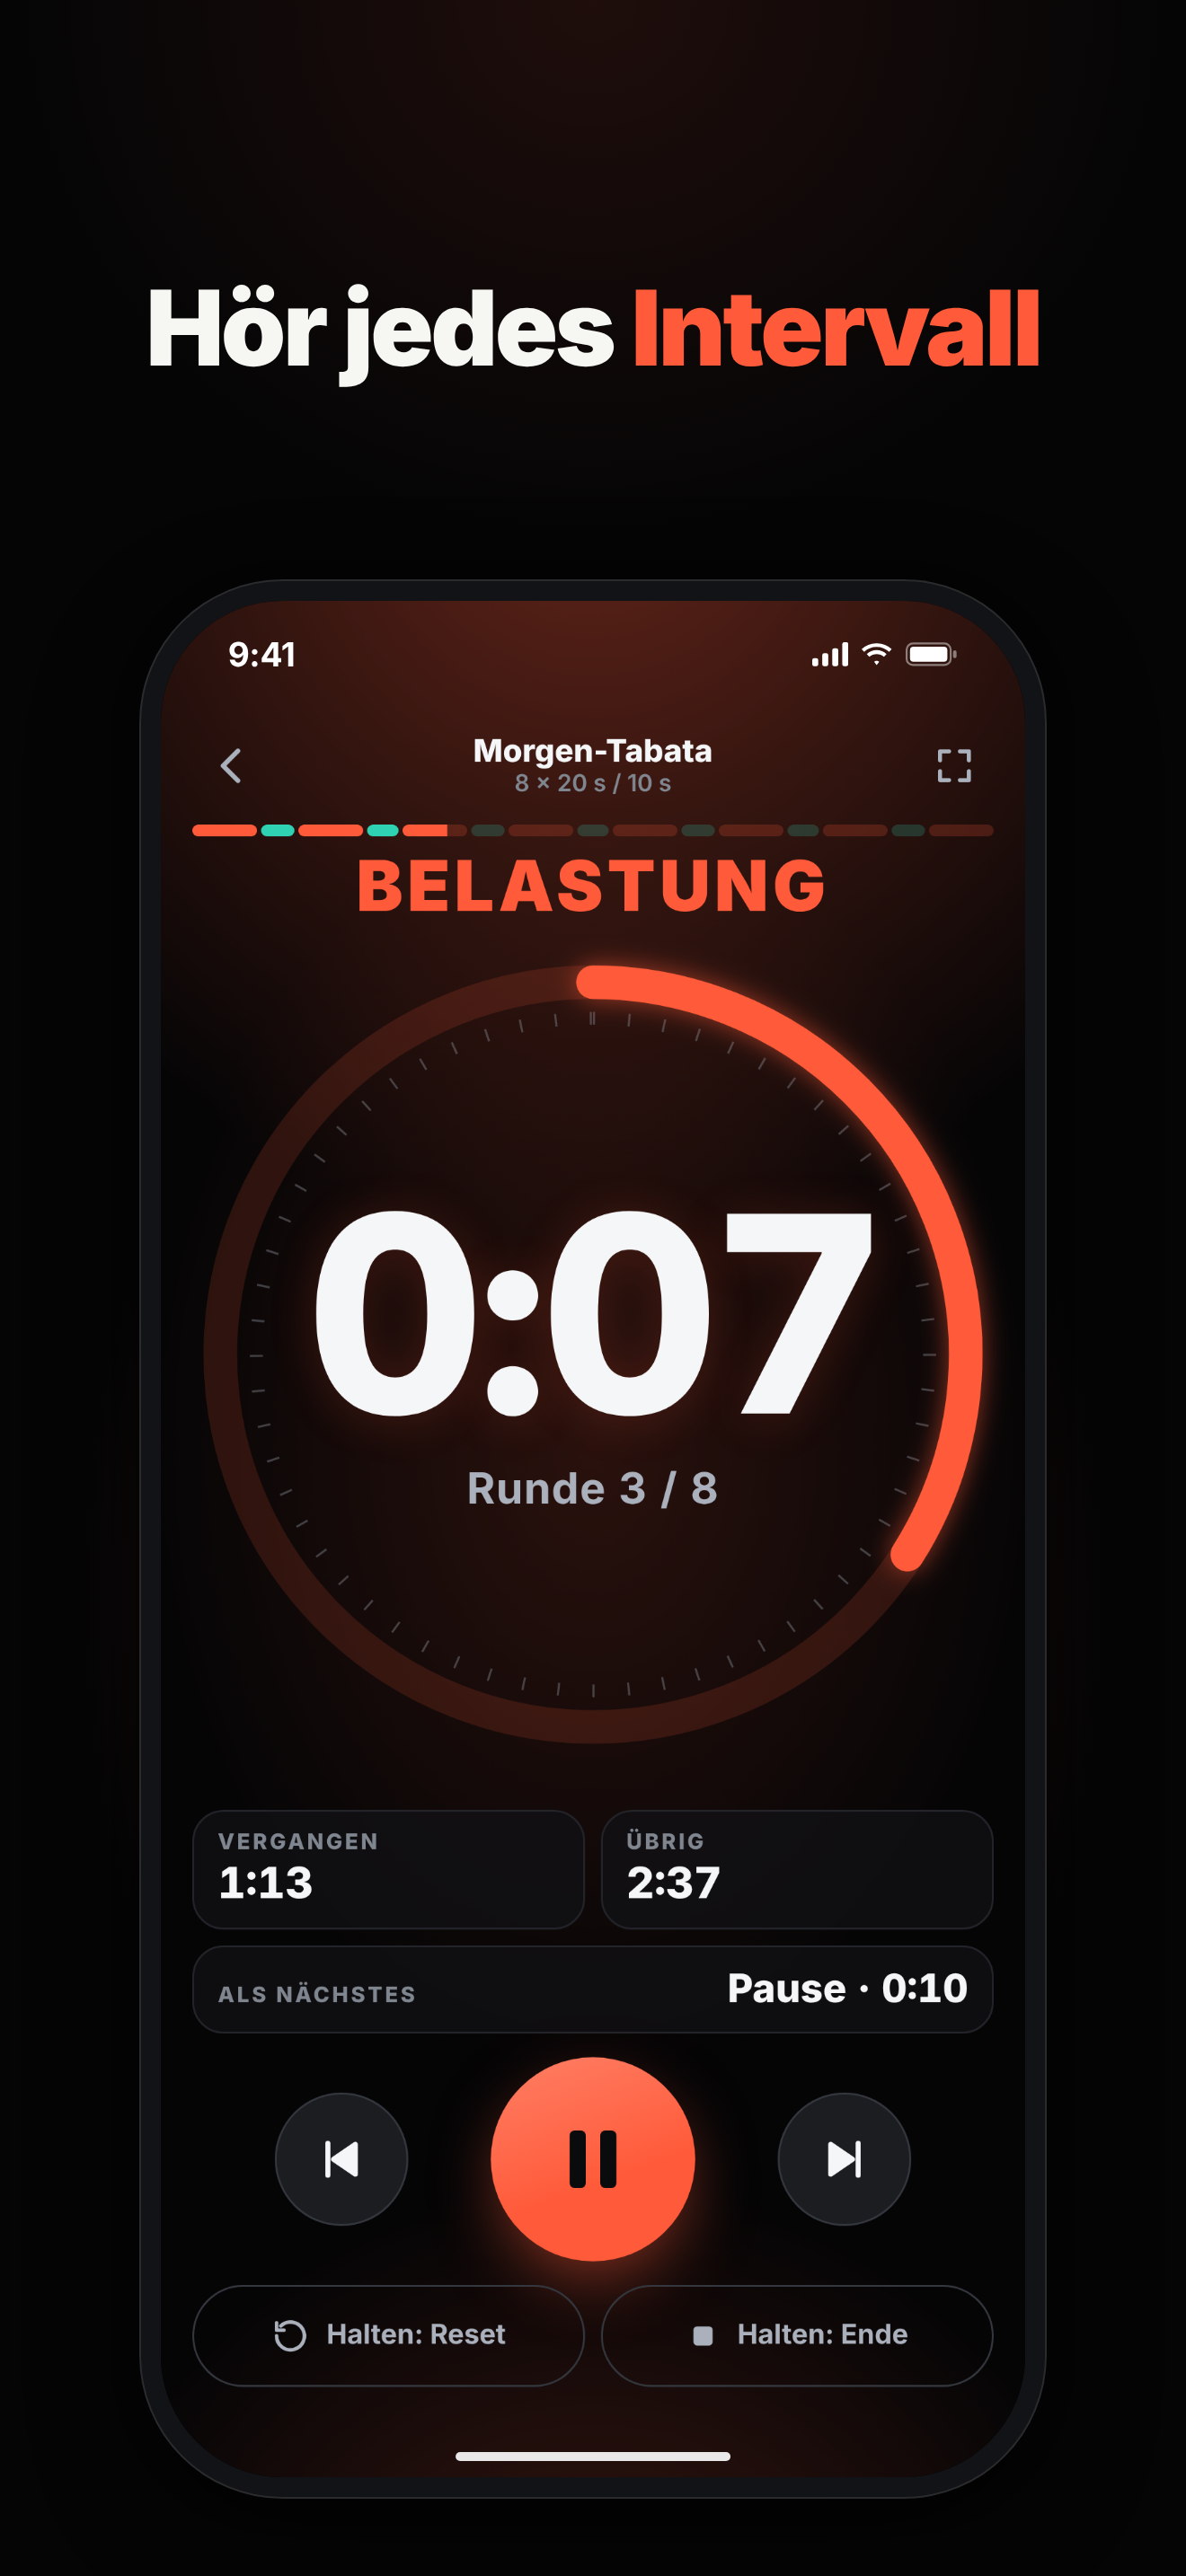 Hör jedes Intervall
9:41
Morgen-Tabata
8 × 20 s / 10 s
BELASTUNG
0:07
Runde 3 / 8
VERGANGEN
1:13
ÜBRIG
2:37
ALS NÄCHSTES
Pause · 0:10
Halten: Reset
Halten: Ende